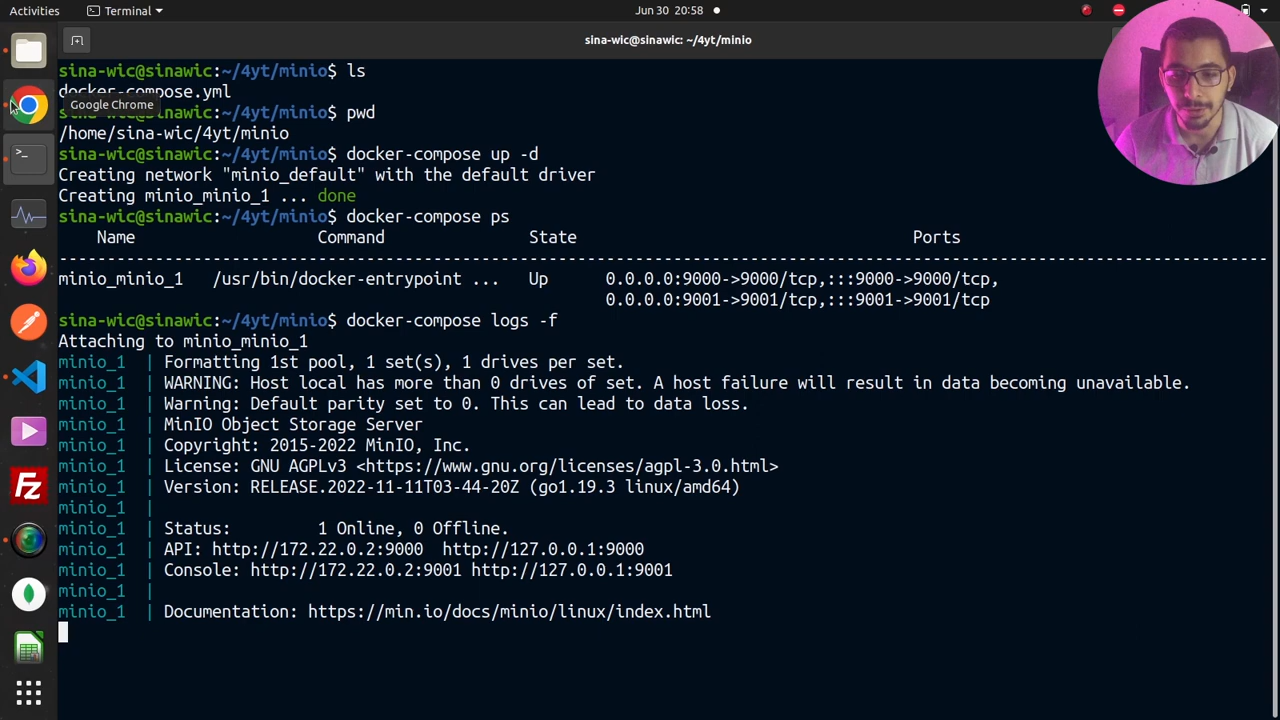 Activities
Terminal
Jun 30 20:58
sina-wic@sinawic: ~/4yt/minio
sina-wic@sinawic:~/4yt/minio$ ls
docker-compose.yml
Google Chrome
sina-wic@sinawic:~/4yt/minio$ pwd
/home/sina-wic/4yt/minio
sina-wic@sinawic:~/4yt/minio$ docker-compose up -d
Creating network "minio_default" with the default driver
Creating minio_minio_1 ... done
sina-wic@sinawic:~/4yt/minio$ docker-compose ps
Name Command State Ports
-----------------------------------------------------------------------------------------------------------------------------
minio_minio_1 /usr/bin/docker-entrypoint ... Up 0.0.0.0:9000->9000/tcp,:::9000->9000/tcp,
0.0.0.0:9001->9001/tcp,:::9001->9001/tcp
sina-wic@sinawic:~/4yt/minio$ docker-compose logs -f
Attaching to minio_minio_1
minio_1 | Formatting 1st pool, 1 set(s), 1 drives per set.
minio_1 | WARNING: Host local has more than 0 drives of set. A host failure will result in data becoming unavailable.
minio_1 | Warning: Default parity set to 0. This can lead to data loss.
minio_1 | MinIO Object Storage Server
minio_1 | Copyright: 2015-2022 MinIO, Inc.
minio_1 | License: GNU AGPLv3 <https://www.gnu.org/licenses/agpl-3.0.html>
minio_1 | Version: RELEASE.2022-11-11T03-44-20Z (go1.19.3 linux/amd64)
minio_1 |
minio_1 | Status: 1 Online, 0 Offline.
minio_1 | API: http://172.22.0.2:9000 http://127.0.0.1:9000
minio_1 | Console: http://172.22.0.2:9001 http://127.0.0.1:9001
minio_1 |
minio_1 | Documentation: https://min.io/docs/minio/linux/index.html
Fz